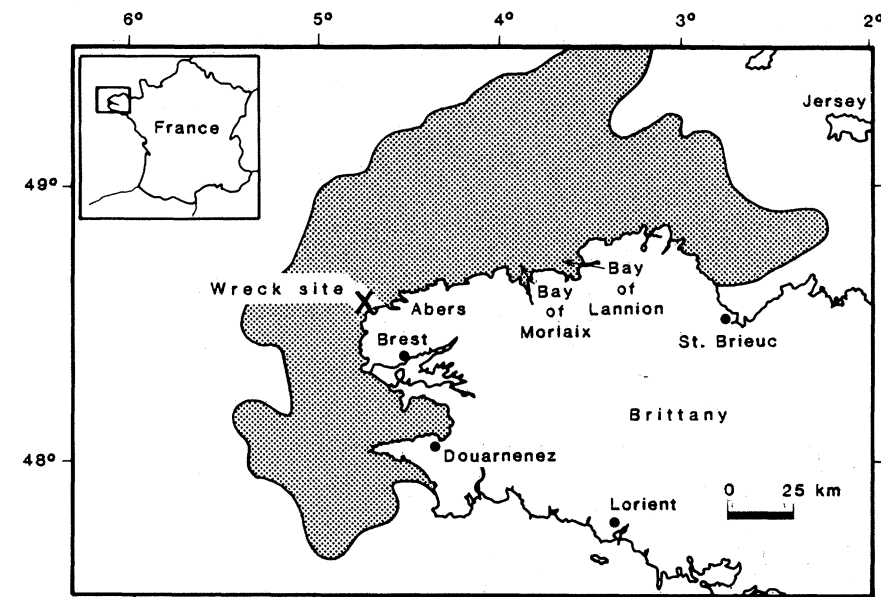 6° 5° 4° 3° 2°
France
Jersey
49°
Wreck site
Abers
Bay
of
Lannion
Bay
of
Morlaix
Brest
St. Brieuc
Brittany
48°
Douarnenez
0 25 km
Lorient